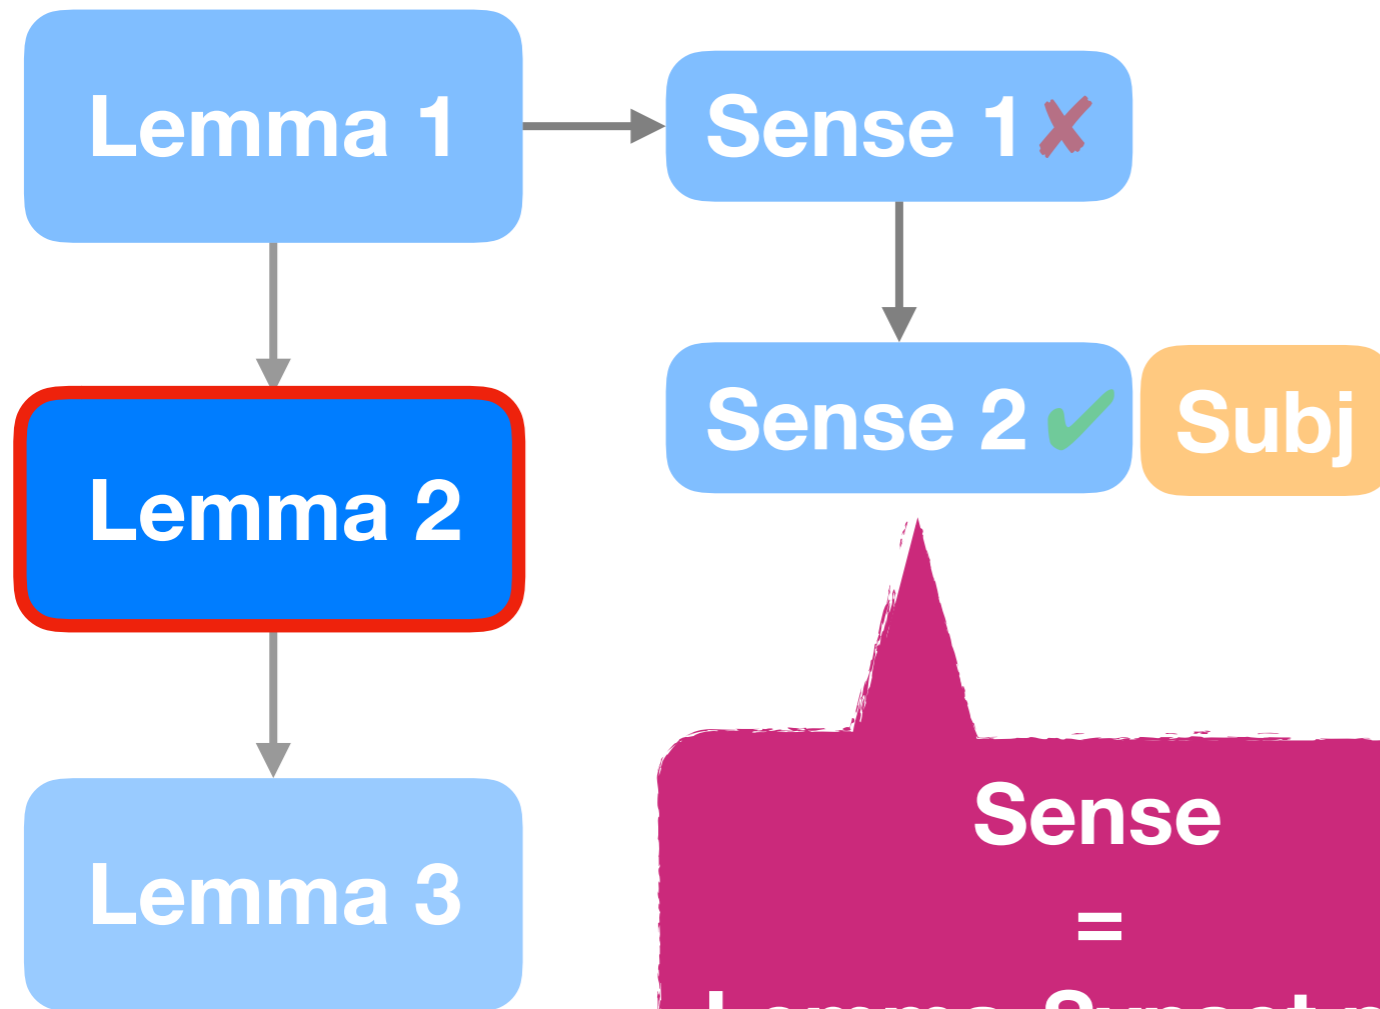 Lemma 1
Sense 1 ✘
Lemma 2
Sense 2 ✔
Subj
Lemma 3
Sense
=